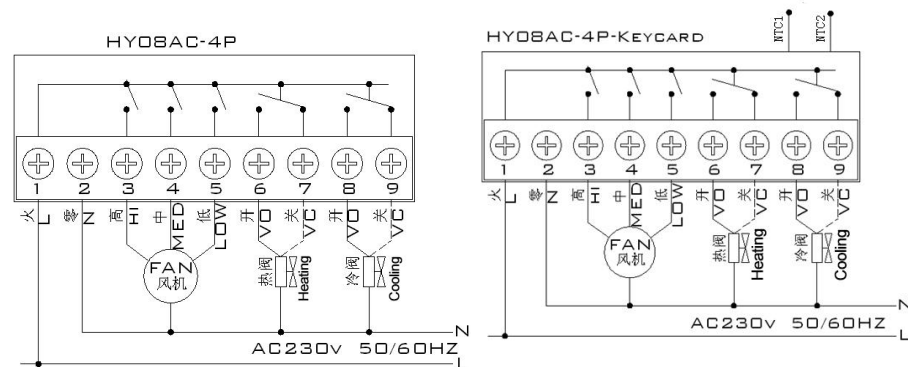 HY08AC-4P
1 2 3 4 5 6 7 8 9
火 零 高 中 低 开 关 开 关
L N HI MED LOW VO VC VO VC
FAN
风机
热阀
Heating
冷阀
Cooling
N
AC230v 50/60HZ
L
NTC1
NTC2
HY08AC-4P-KEYCARD
1 2 3 4 5 6 7 8 9
火 零 高 中 低 开 关 开 关
L N HI MED LOW VO VC VO VC
FAN
风机
热阀
Heating
冷阀
Cooling
N
AC230v 50/60HZ
L